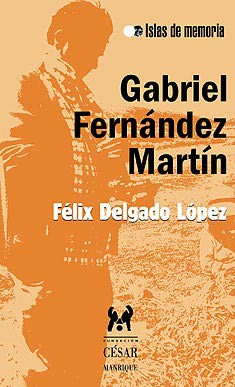 Islas de memoria
Gabriel
Fernández
Martín
Félix Delgado López
FUNDACIÓN
CÉSAR
MANRIQUE